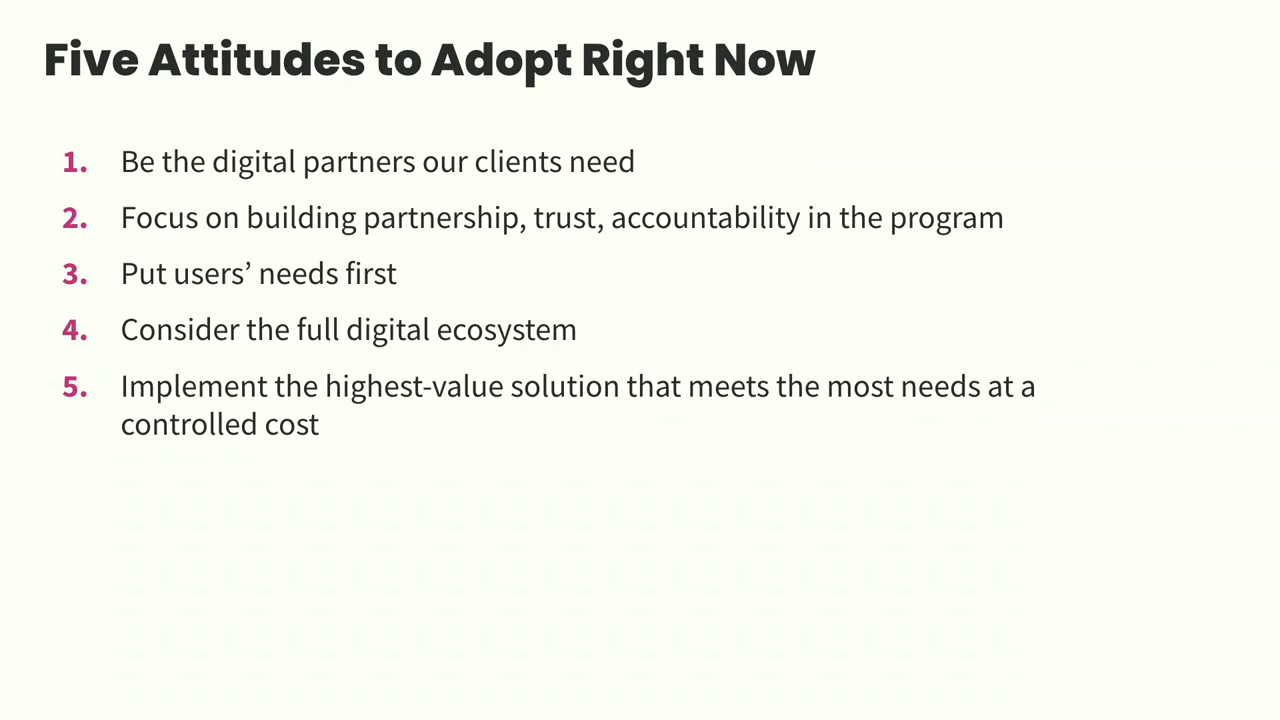 Five Attitudes to Adopt Right Now
1. Be the digital partners our clients need
2. Focus on building partnership, trust, accountability in the program
3. Put users’ needs first
4. Consider the full digital ecosystem
5. Implement the highest-value solution that meets the most needs at a
controlled cost